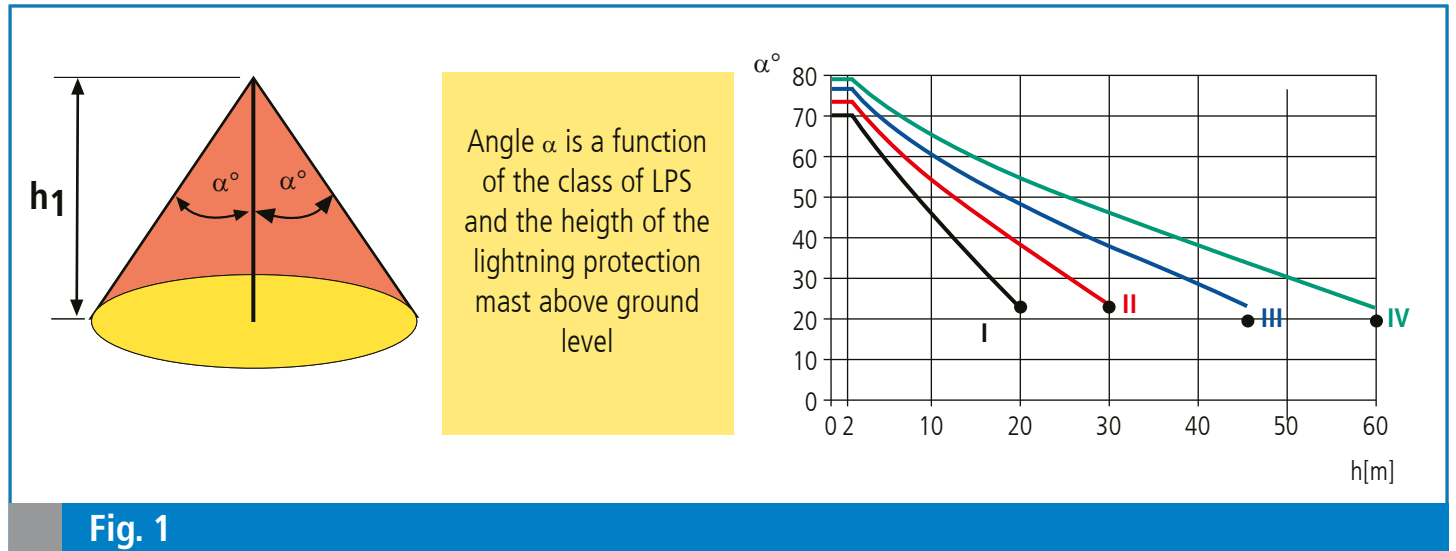 h1
α° α°
Angle α is a function
of the class of LPS
and the heigth of the
lightning protection
mast above ground
level
α°
80
70
60
50
40
30
20
10
0
I
II
III
IV
0 2 10 20 30 40 50 60
h[m]
Fig. 1